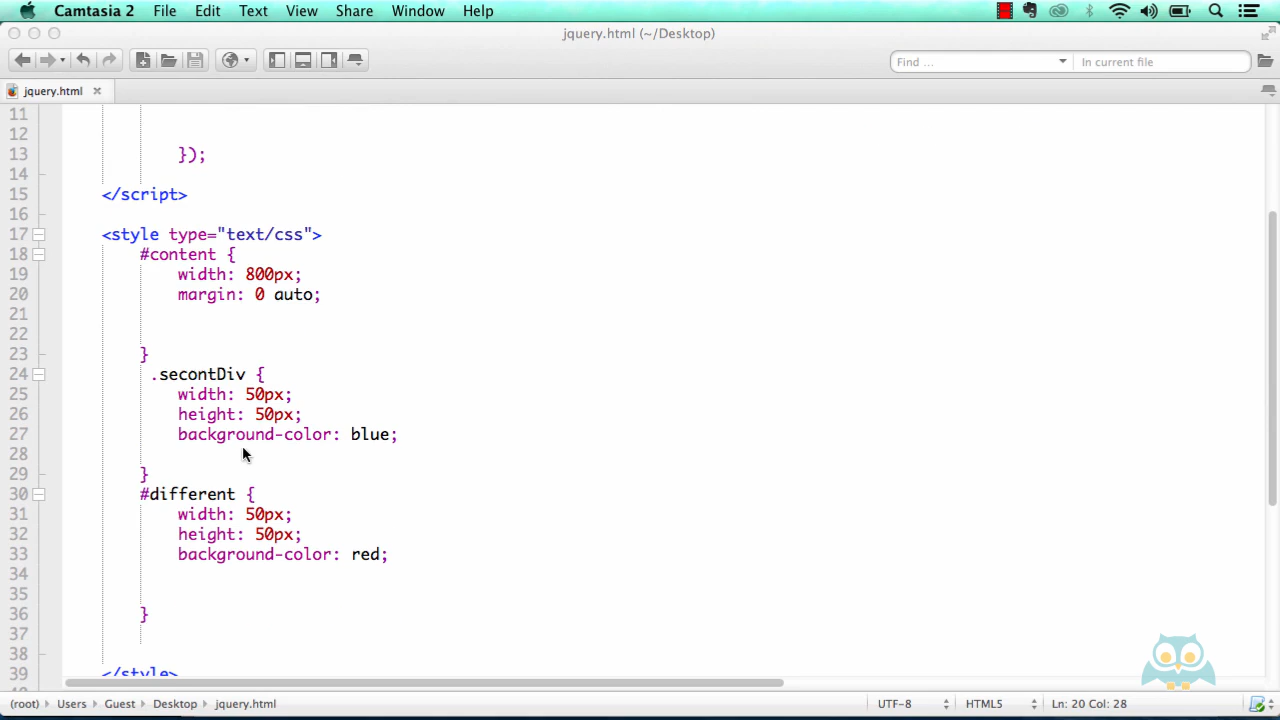 Camtasia 2 File Edit Text View Share Window Help
jquery.html (~/Desktop)
Find ... In current file
jquery.html
11
12
13 });
14
15 </script>
16
17 <style type="text/css">
18 #content {
19 width: 800px;
20 margin: 0 auto;
21
22
23 }
24 .secontDiv {
25 width: 50px;
26 height: 50px;
27 background-color: blue;
28
29 }
30 #different {
31 width: 50px;
32 height: 50px;
33 background-color: red;
34
35
36 }
37
38
39 </style>
(root) Users Guest Desktop jquery.html UTF-8 HTML5 Ln: 20 Col: 28